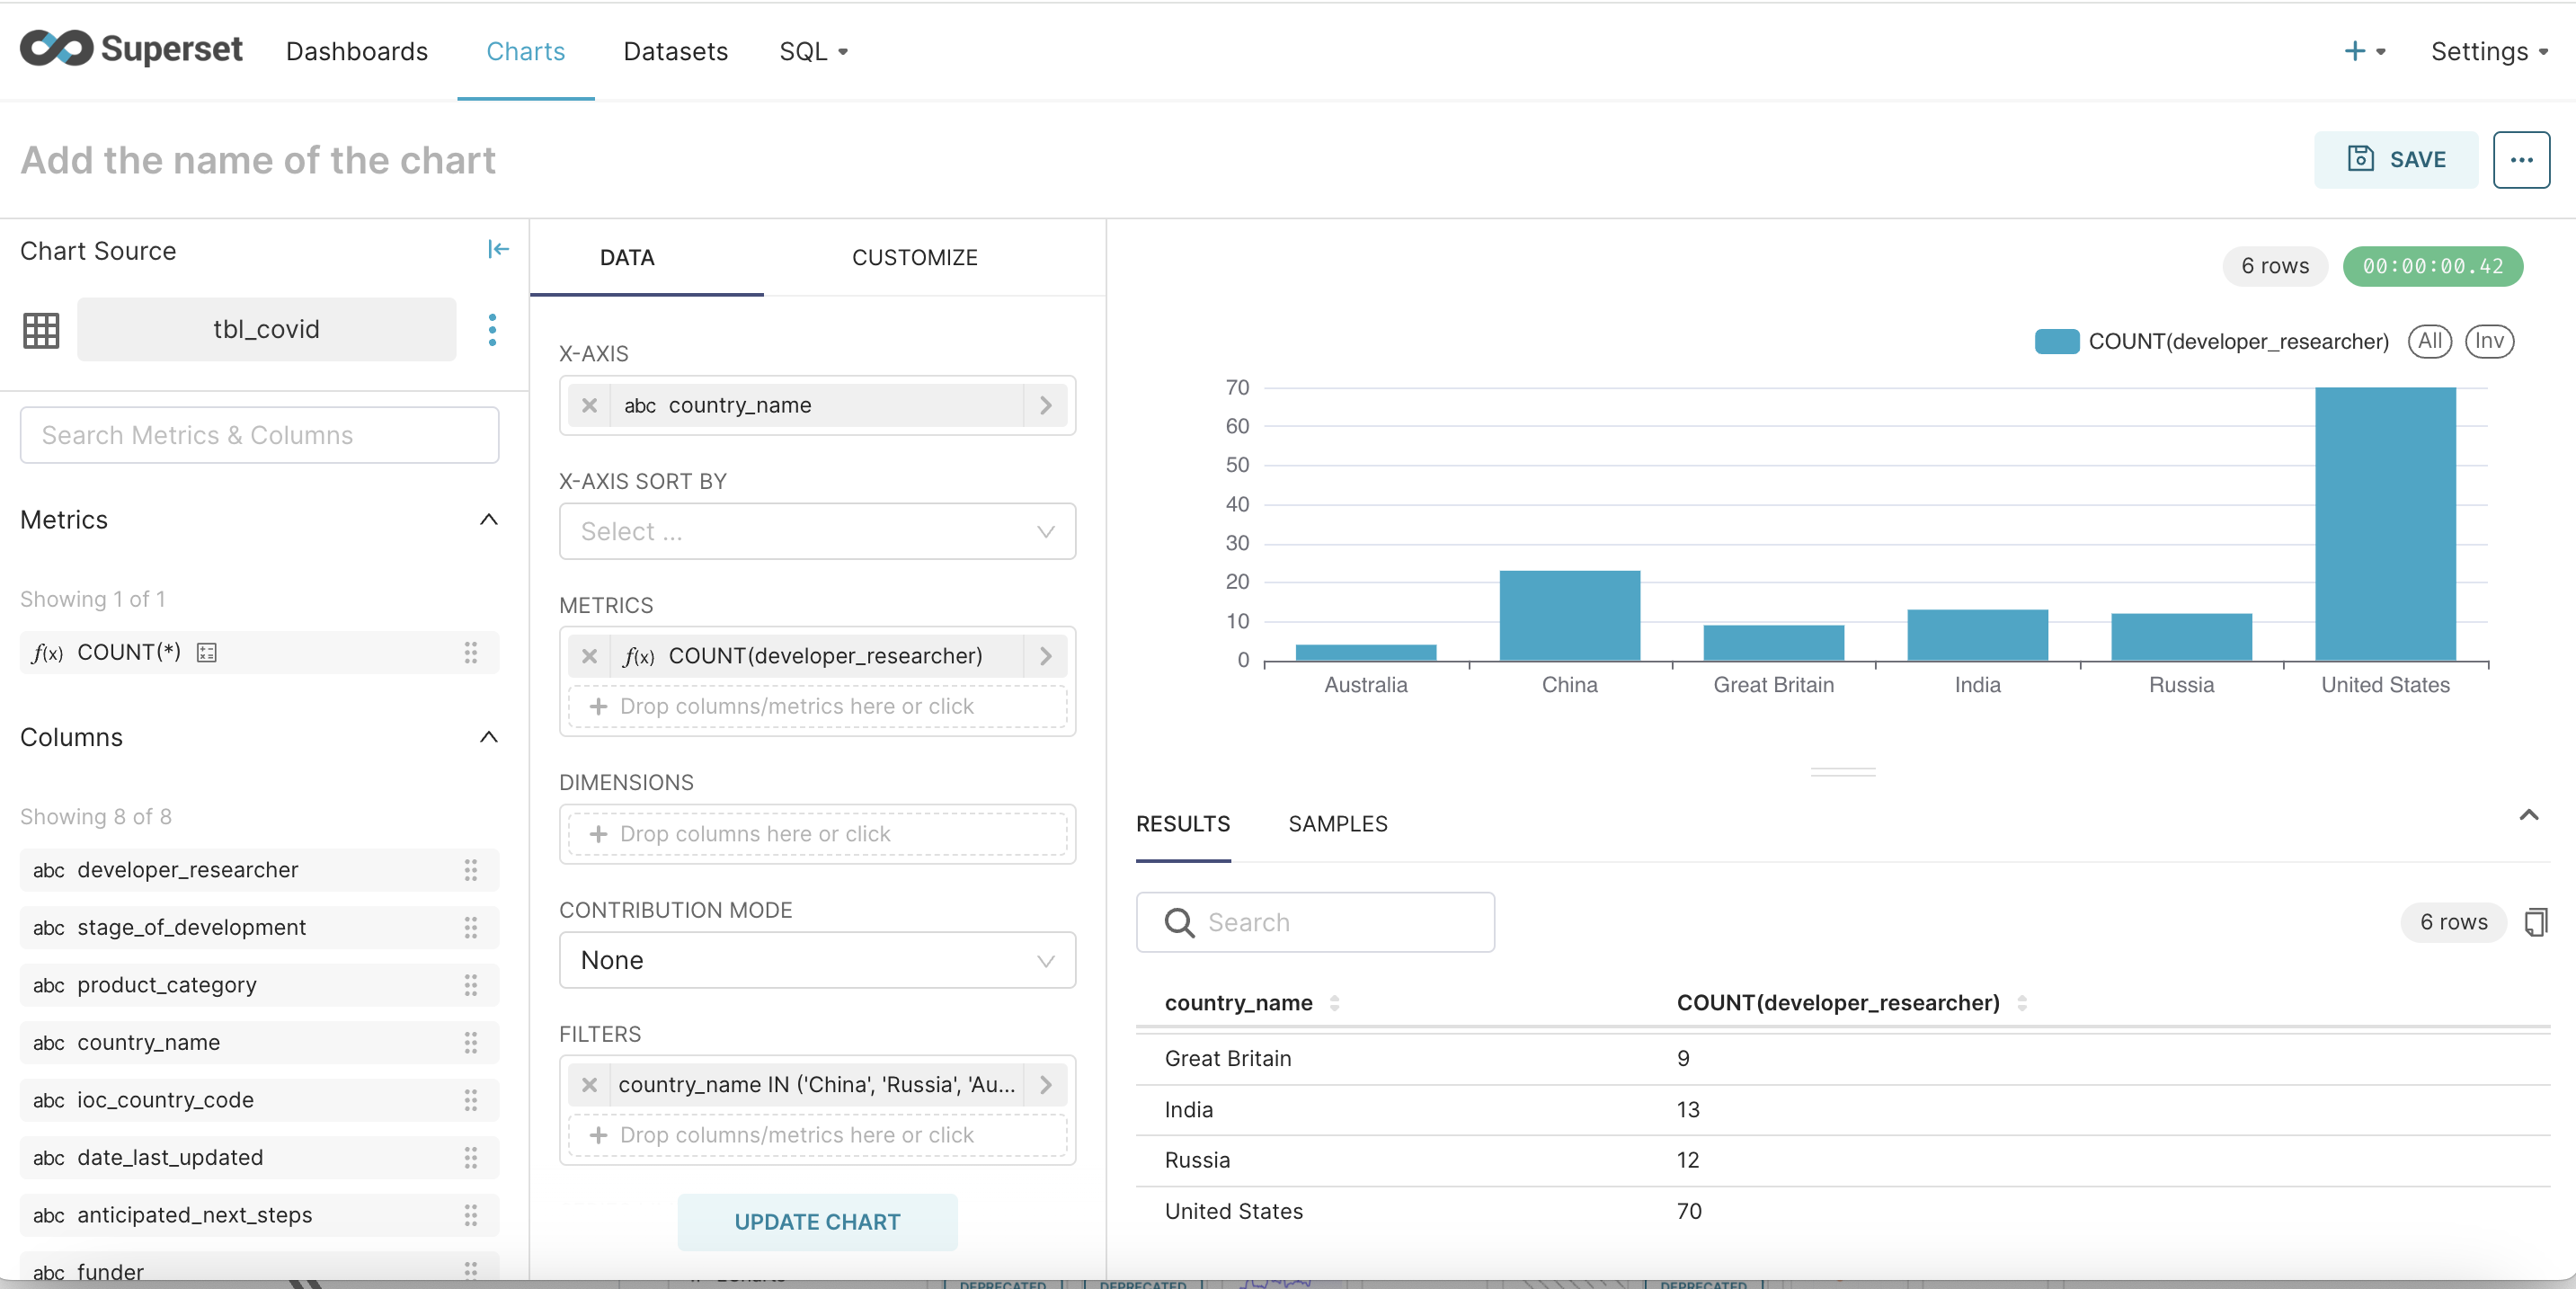 Superset Dashboards Charts Datasets SQL Settings
Add the name of the chart
SAVE
Chart Source
tbl_covid
Search Metrics & Columns
Metrics
Showing 1 of 1
f(x) COUNT(*)
Columns
Showing 8 of 8
abc developer_researcher
abc stage_of_development
abc product_category
abc country_name
abc ioc_country_code
abc date_last_updated
abc anticipated_next_steps
abc funder
DATA CUSTOMIZE
X-AXIS
abc country_name
X-AXIS SORT BY
Select ...
METRICS
f(x) COUNT(developer_researcher)
+ Drop columns/metrics here or click
DIMENSIONS
+ Drop columns here or click
CONTRIBUTION MODE
None
FILTERS
country_name IN ('China', 'Russia', 'Au...
+ Drop columns/metrics here or click
UPDATE CHART
6 rows 00:00:00.42
COUNT(developer_researcher) All Inv
70
60
50
40
30
20
10
0
Australia China Great Britain India Russia United States
RESULTS SAMPLES
Search
6 rows
country_name COUNT(developer_researcher)
Great Britain 9
India 13
Russia 12
United States 70
DEPRECATED DEPRECATED DEPRECATED